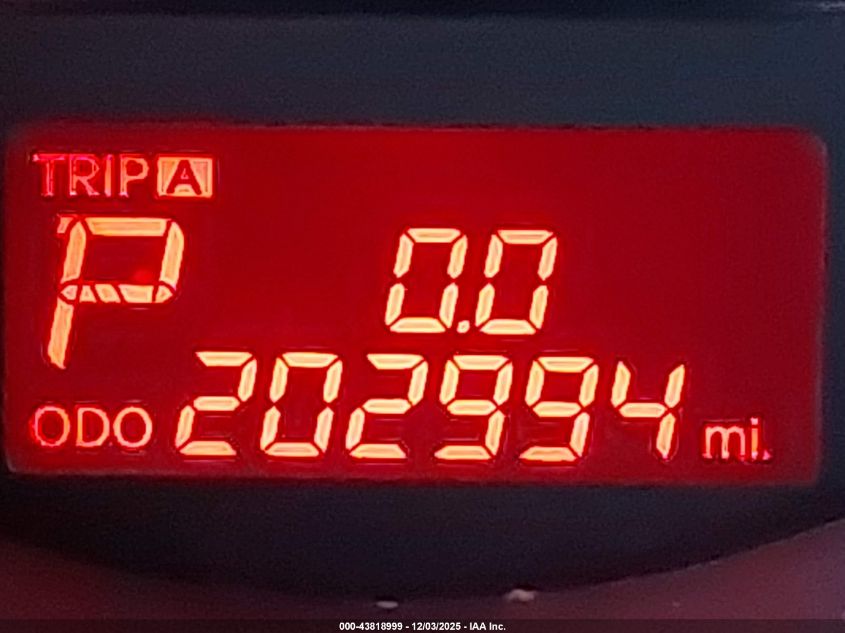 TRIP A
P 0.0
ODO 202994 mi.
000-43818999 - 12/03/2025 - IAA Inc.